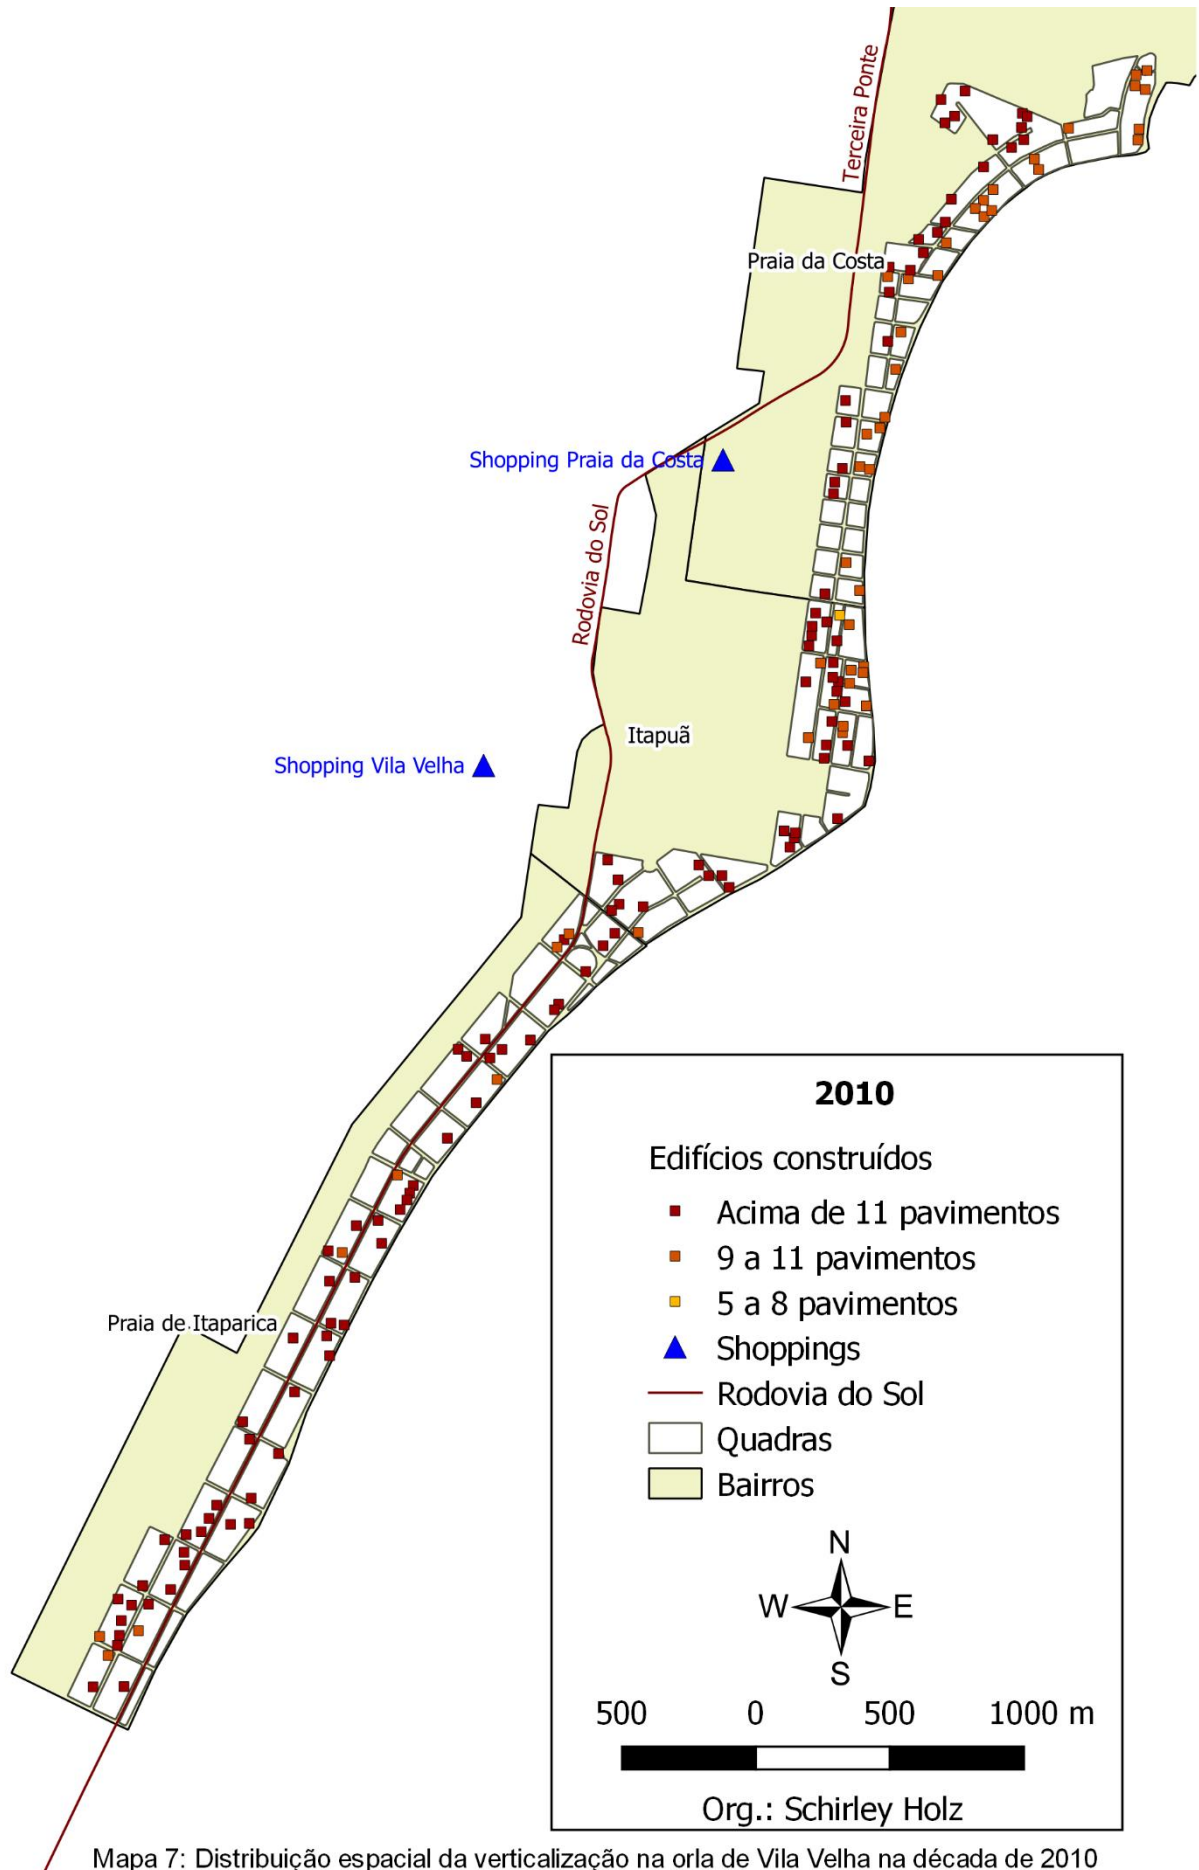 Terceira Ponte
Praia da Costa
Shopping Praia da Costa
Rodovia do Sol
Itapuã
Shopping Vila Velha
Praia de Itaparica
2010
Edifícios construídos
Acima de 11 pavimentos
9 a 11 pavimentos
5 a 8 pavimentos
Shoppings
Rodovia do Sol
Quadras
Bairros
N
W E
S
500 0 500 1000 m
Org.: Schirley Holz
Mapa 7: Distribuição espacial da verticalização na orla de Vila Velha na década de 2010